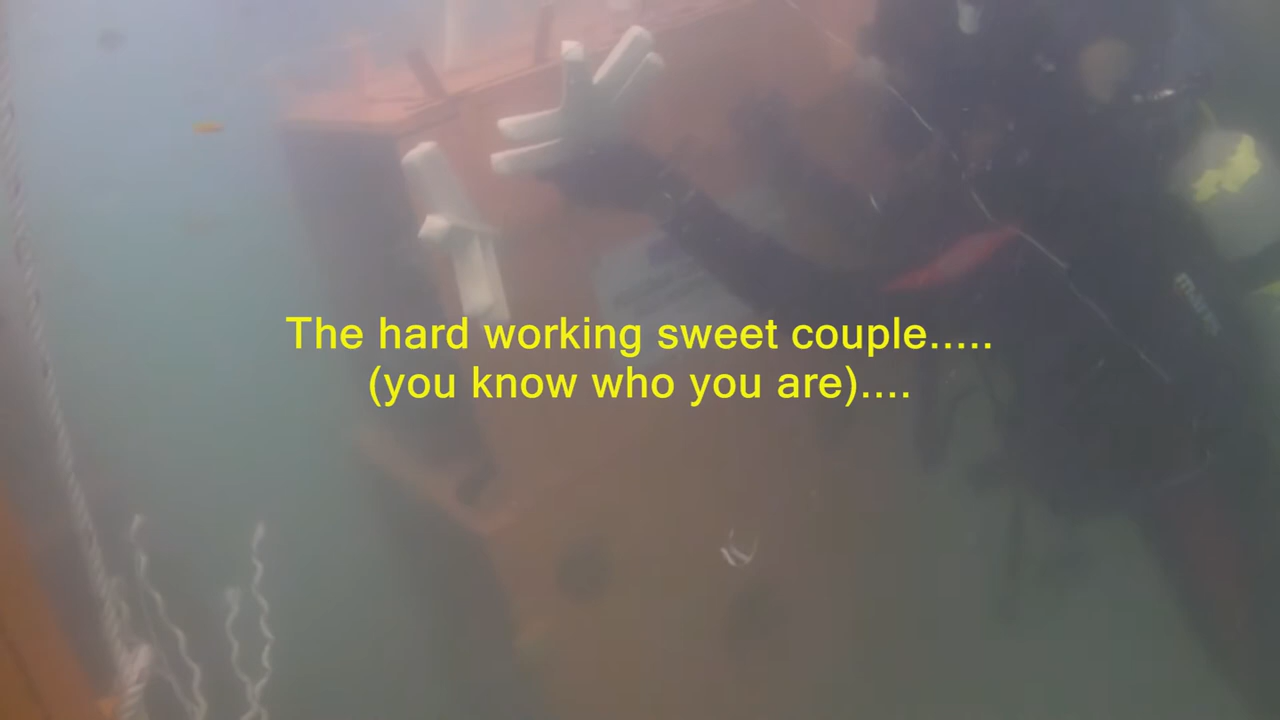 The hard working sweet couple.....
(you know who you are)....